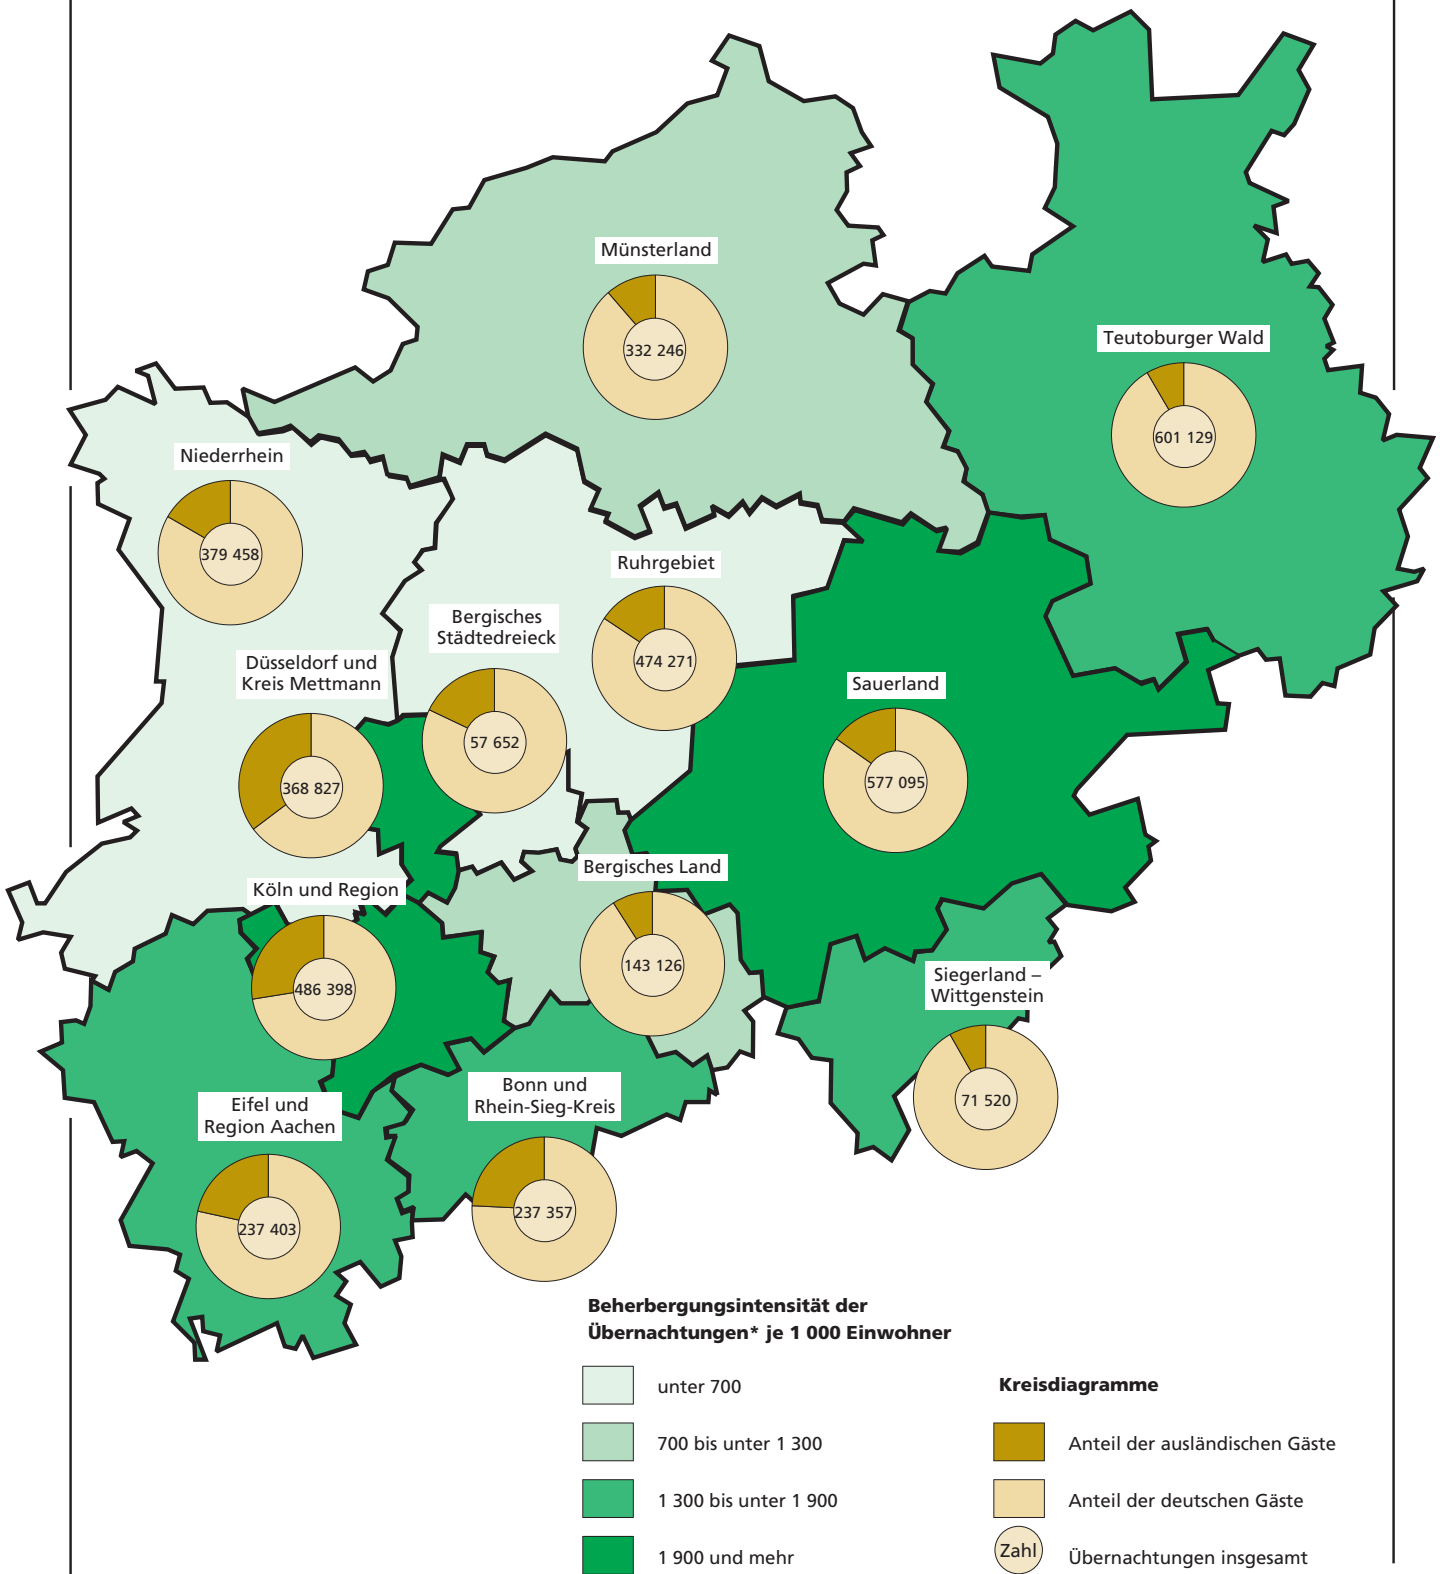 Münsterland
332 246
Teutoburger Wald
601 129
Niederrhein
379 458
Ruhrgebiet
474 271
Bergisches
Städtedreieck
57 652
Düsseldorf und
Kreis Mettmann
368 827
Sauerland
577 095
Bergisches Land
143 126
Köln und Region
486 398
Siegerland –
Wittgenstein
71 520
Bonn und
Rhein-Sieg-Kreis
237 357
Eifel und
Region Aachen
237 403
Beherbergungsintensität der
Übernachtungen* je 1 000 Einwohner
unter 700
700 bis unter 1 300
1 300 bis unter 1 900
1 900 und mehr
Kreisdiagramme
Anteil der ausländischen Gäste
Anteil der deutschen Gäste
Zahl
Übernachtungen insgesamt